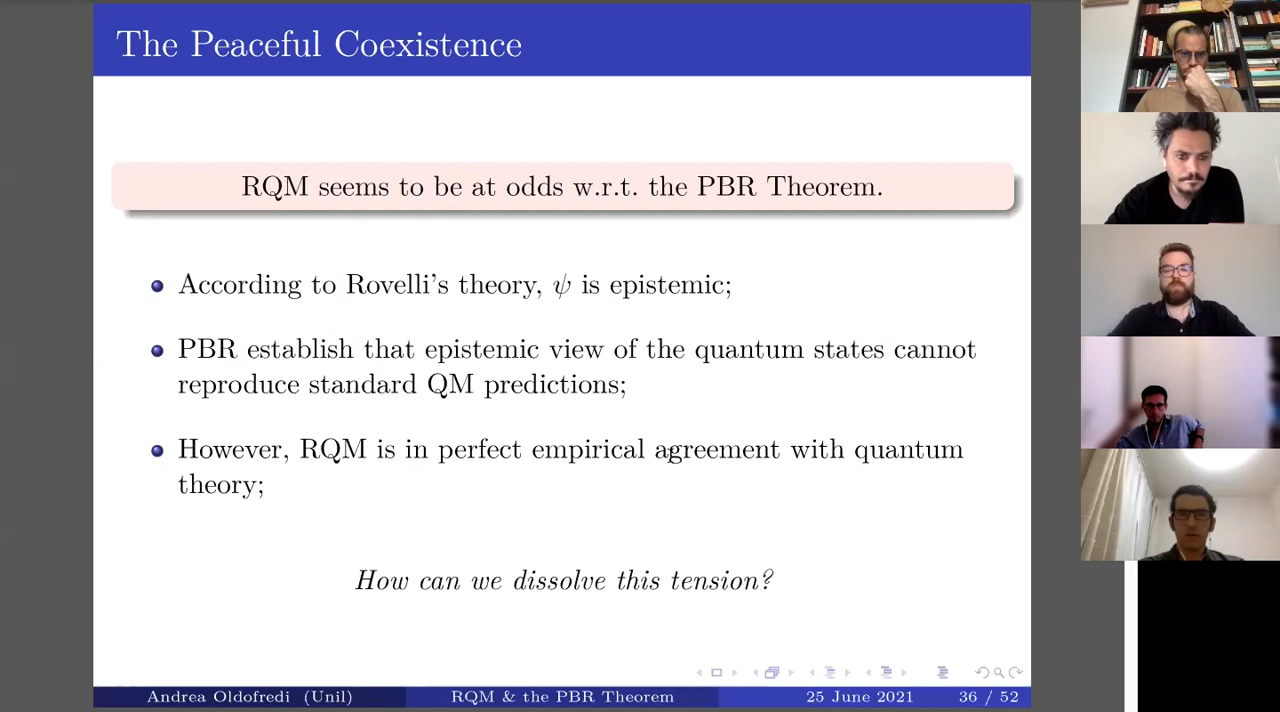 The Peaceful Coexistence
RQM seems to be at odds w.r.t. the PBR Theorem.
According to Rovelli's theory, ψ is epistemic;
PBR establish that epistemic view of the quantum states cannot
reproduce standard QM predictions;
However, RQM is in perfect empirical agreement with quantum
theory;
How can we dissolve this tension?
Andrea Oldofredi (Unil) RQM & the PBR Theorem 25 June 2021 36 / 52